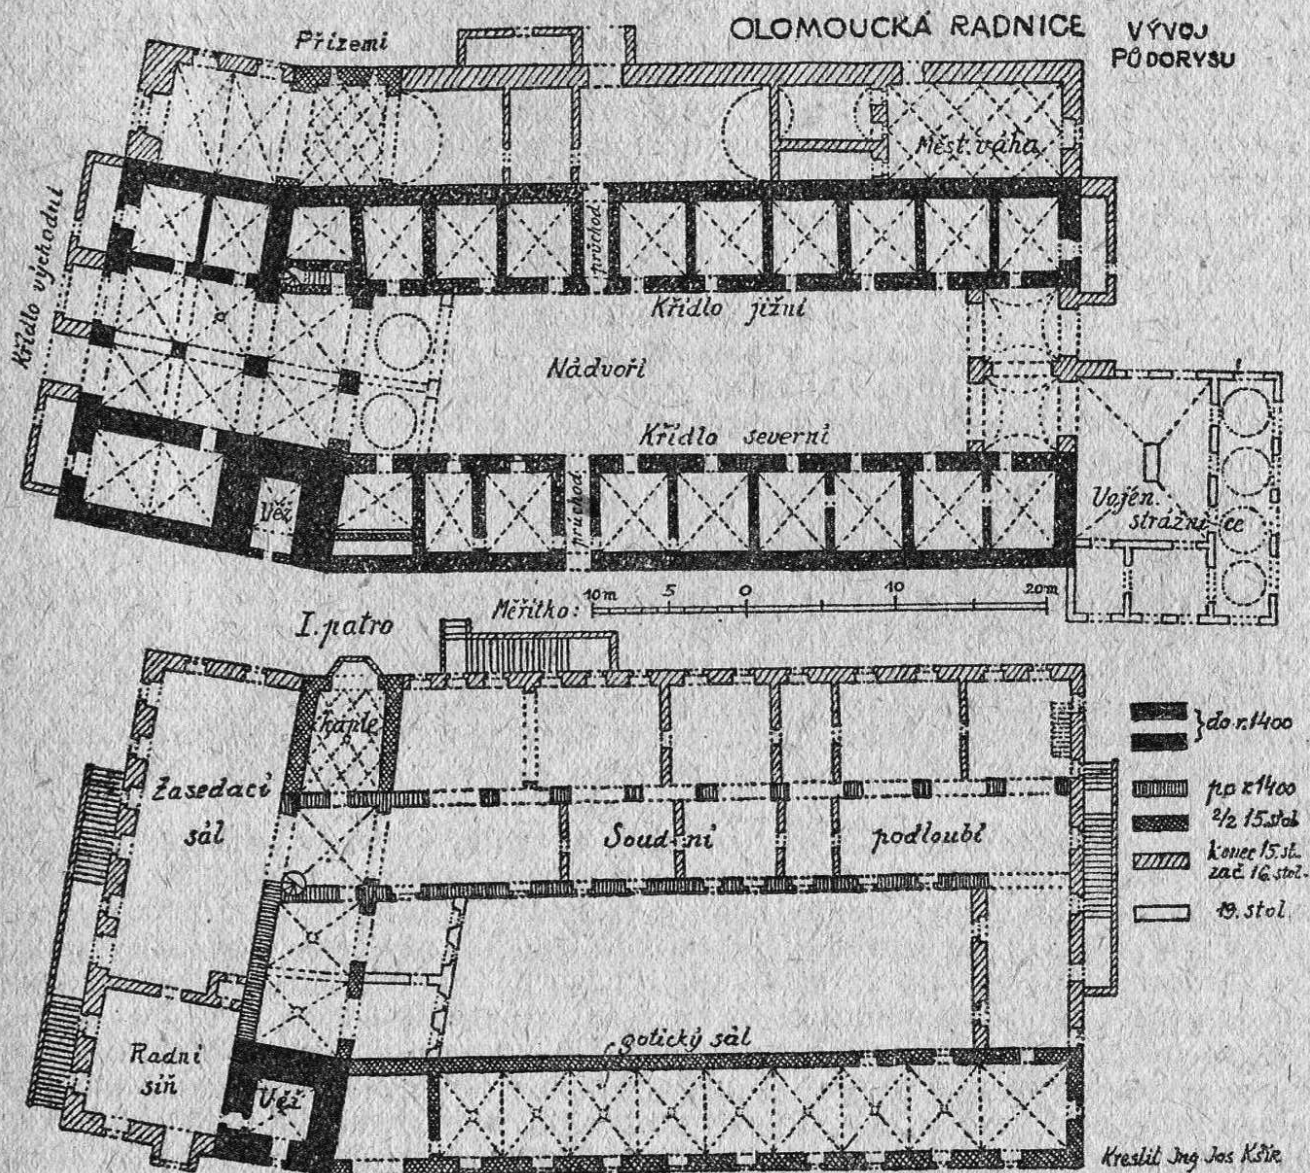 OLOMOUCKÁ RADNICE
VÝVOJ
PŮDORYSU
Přízemí
Měst. váha
Křídlo východní
průchod
Křídlo jižní
Nádvoří
Křídlo severní
průchod
Věž
Vojen.
strážnice
Měřítko:
10m 5 0 10 20m
I. patro
kaple
Zasedací
sál
Soudní podloubí
do r. 1400
po r. 1400
2/2 15. stol
konec 15. st.
zač. 16. stol.
19. stol.
gotický sál
Radní
síň
Věž
Kreslil Ing Jos Kšír